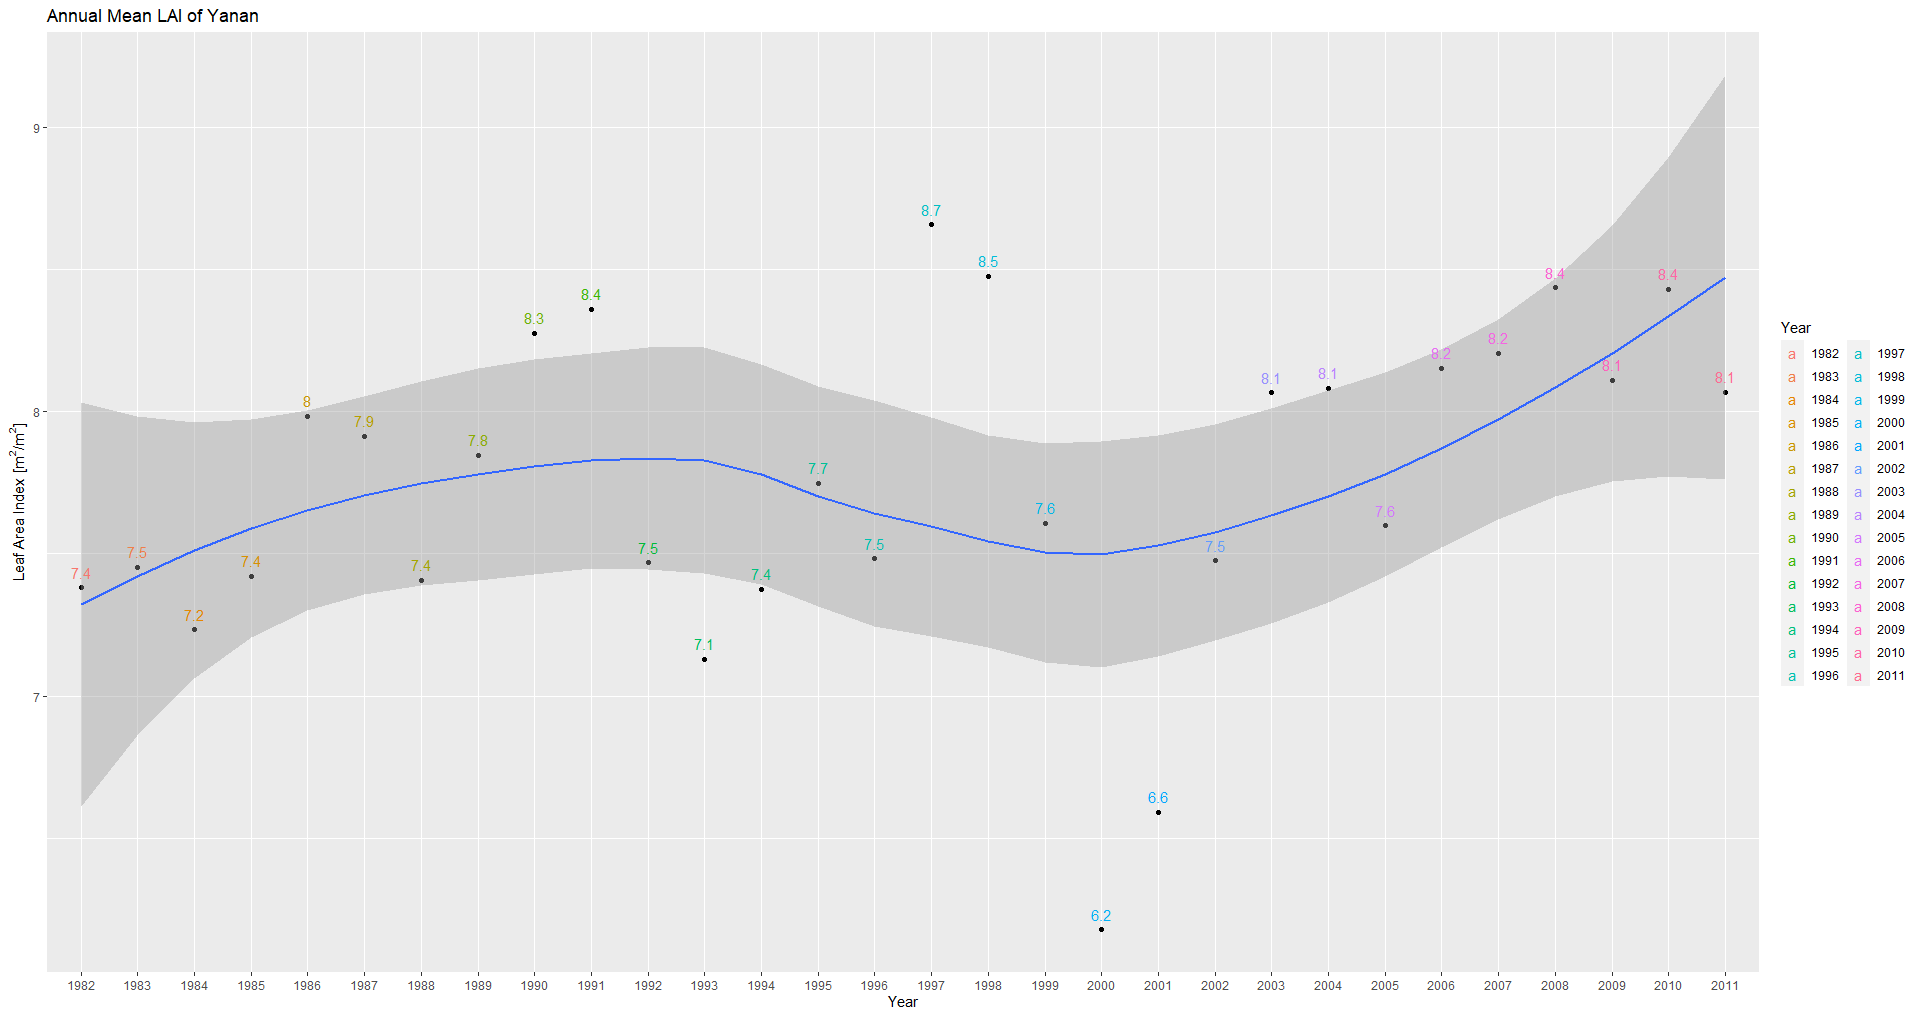 Annual Mean LAI of Yanan
Leaf Area Index [m²/m²]
9
8
7
7.4
7.5
7.2
7.4
8
7.9
7.4
7.8
8.3
8.4
7.5
7.1
7.4
7.7
7.5
8.7
8.5
7.6
6.2
6.6
7.5
8.1
8.1
7.6
8.2
8.2
8.4
8.1
8.4
8.1
1982 1983 1984 1985 1986 1987 1988 1989 1990 1991 1992 1993 1994 1995 1996 1997 1998 1999 2000 2001 2002 2003 2004 2005 2006 2007 2008 2009 2010 2011
Year
Year
a 1982 a 1997
a 1983 a 1998
a 1984 a 1999
a 1985 a 2000
a 1986 a 2001
a 1987 a 2002
a 1988 a 2003
a 1989 a 2004
a 1990 a 2005
a 1991 a 2006
a 1992 a 2007
a 1993 a 2008
a 1994 a 2009
a 1995 a 2010
a 1996 a 2011